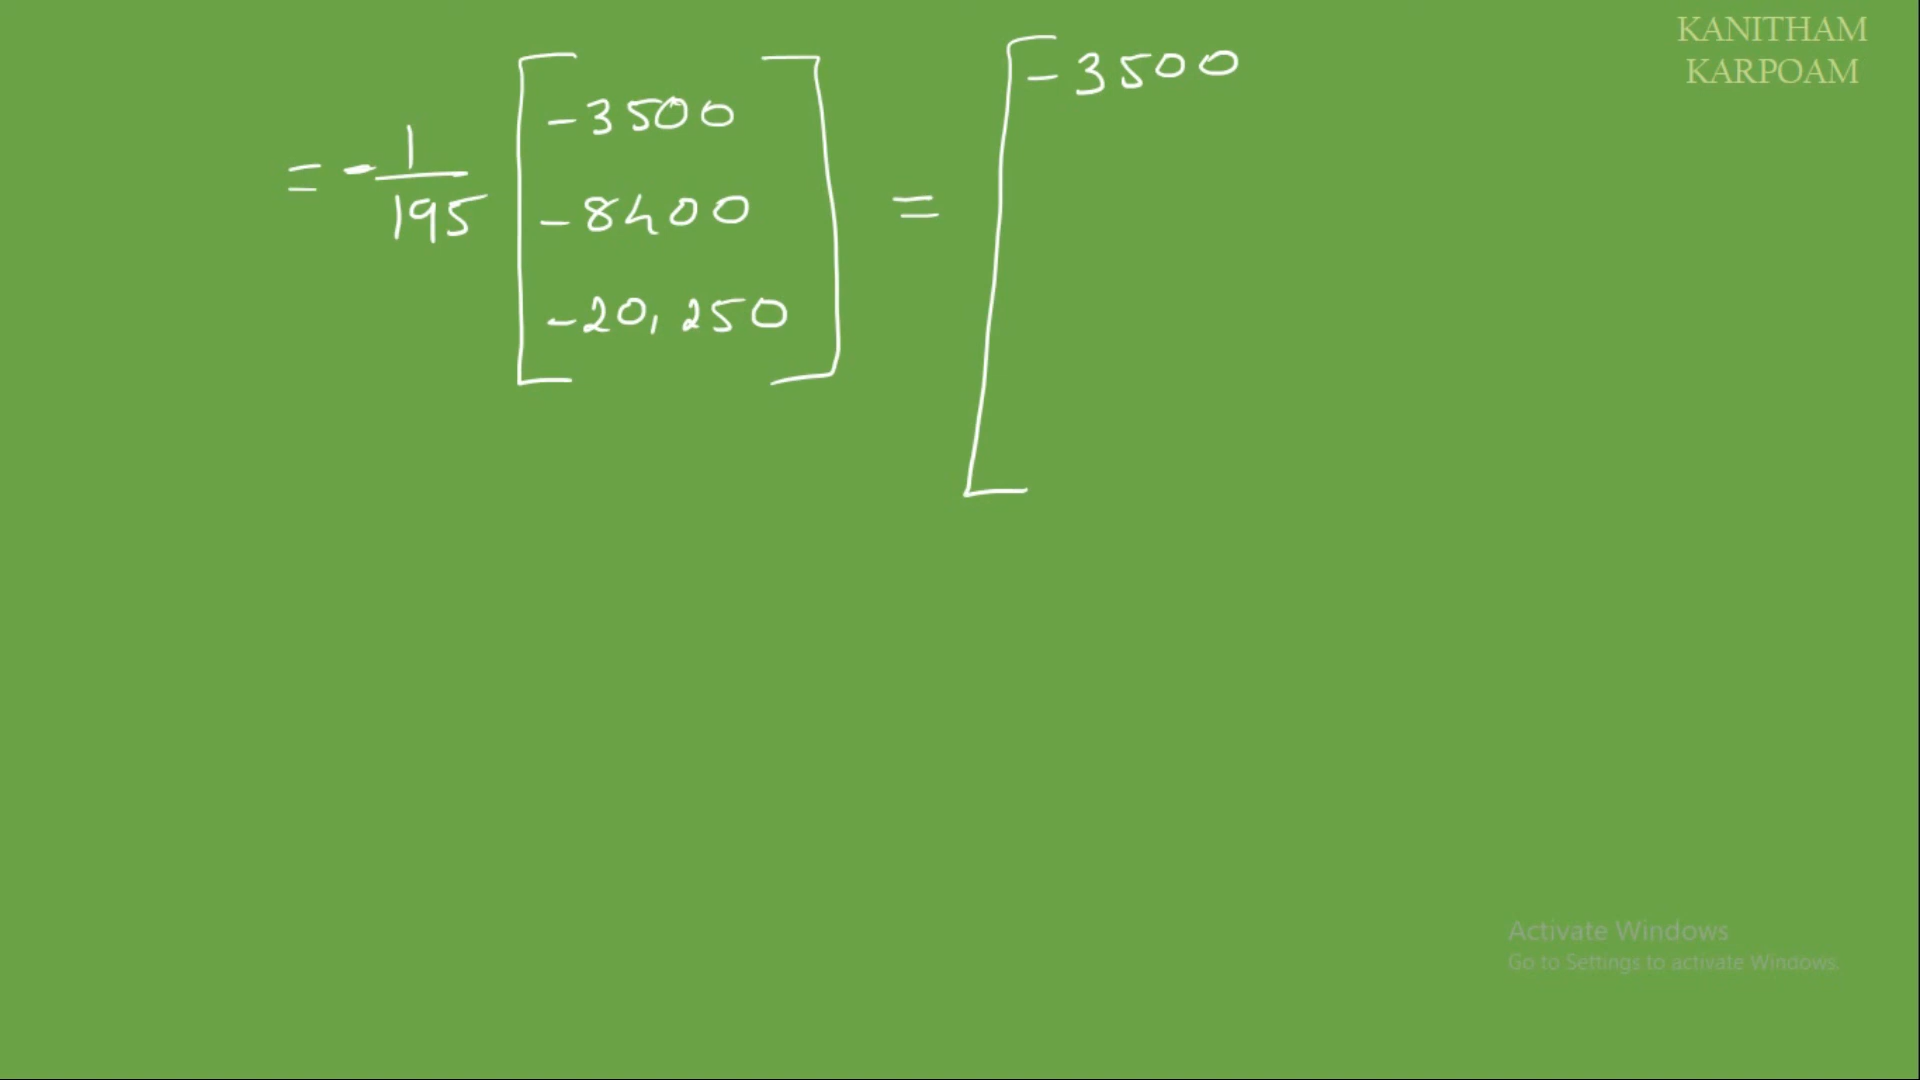 KANITHAM
KARPOAM
= - 1/195 [ -3500 ] = [ -3500
-8400
-20,250
Activate Windows
Go to Settings to activate Windows.